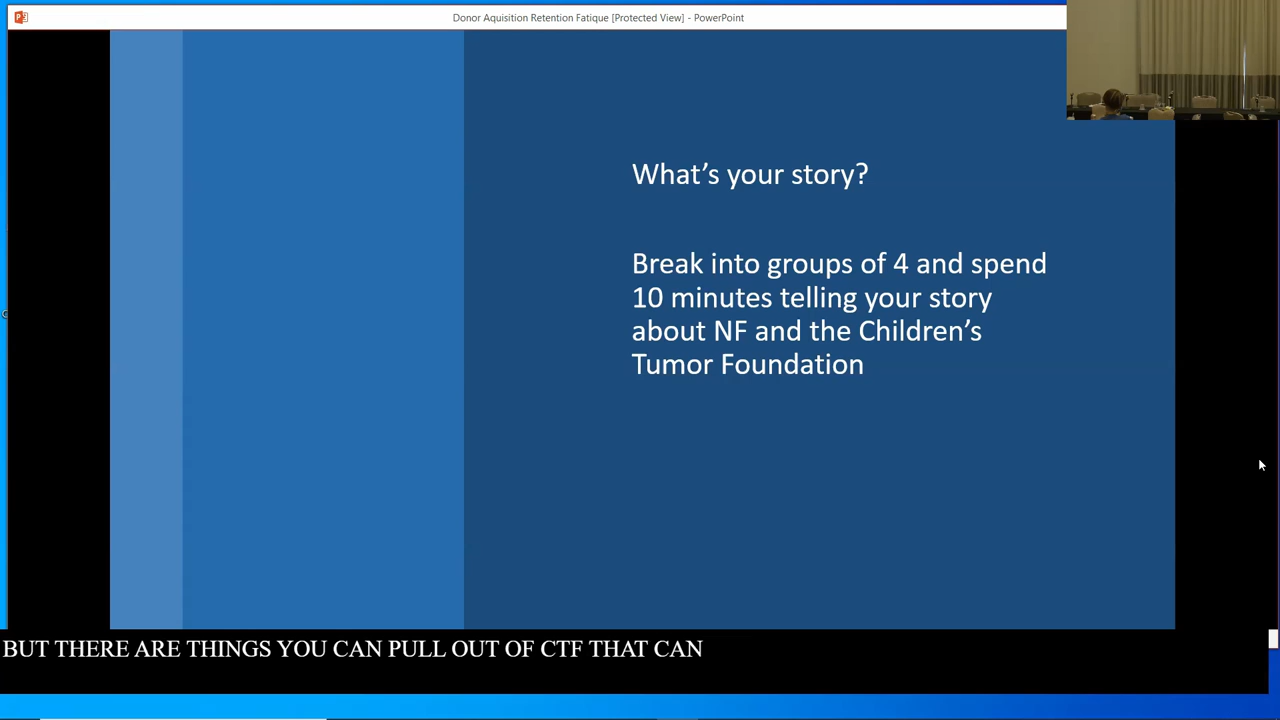 Donor Aquisition Retention Fatique [Protected View] - PowerPoint
What's your story?
Break into groups of 4 and spend
10 minutes telling your story
about NF and the Children's
Tumor Foundation
BUT THERE ARE THINGS YOU CAN PULL OUT OF CTF THAT CAN